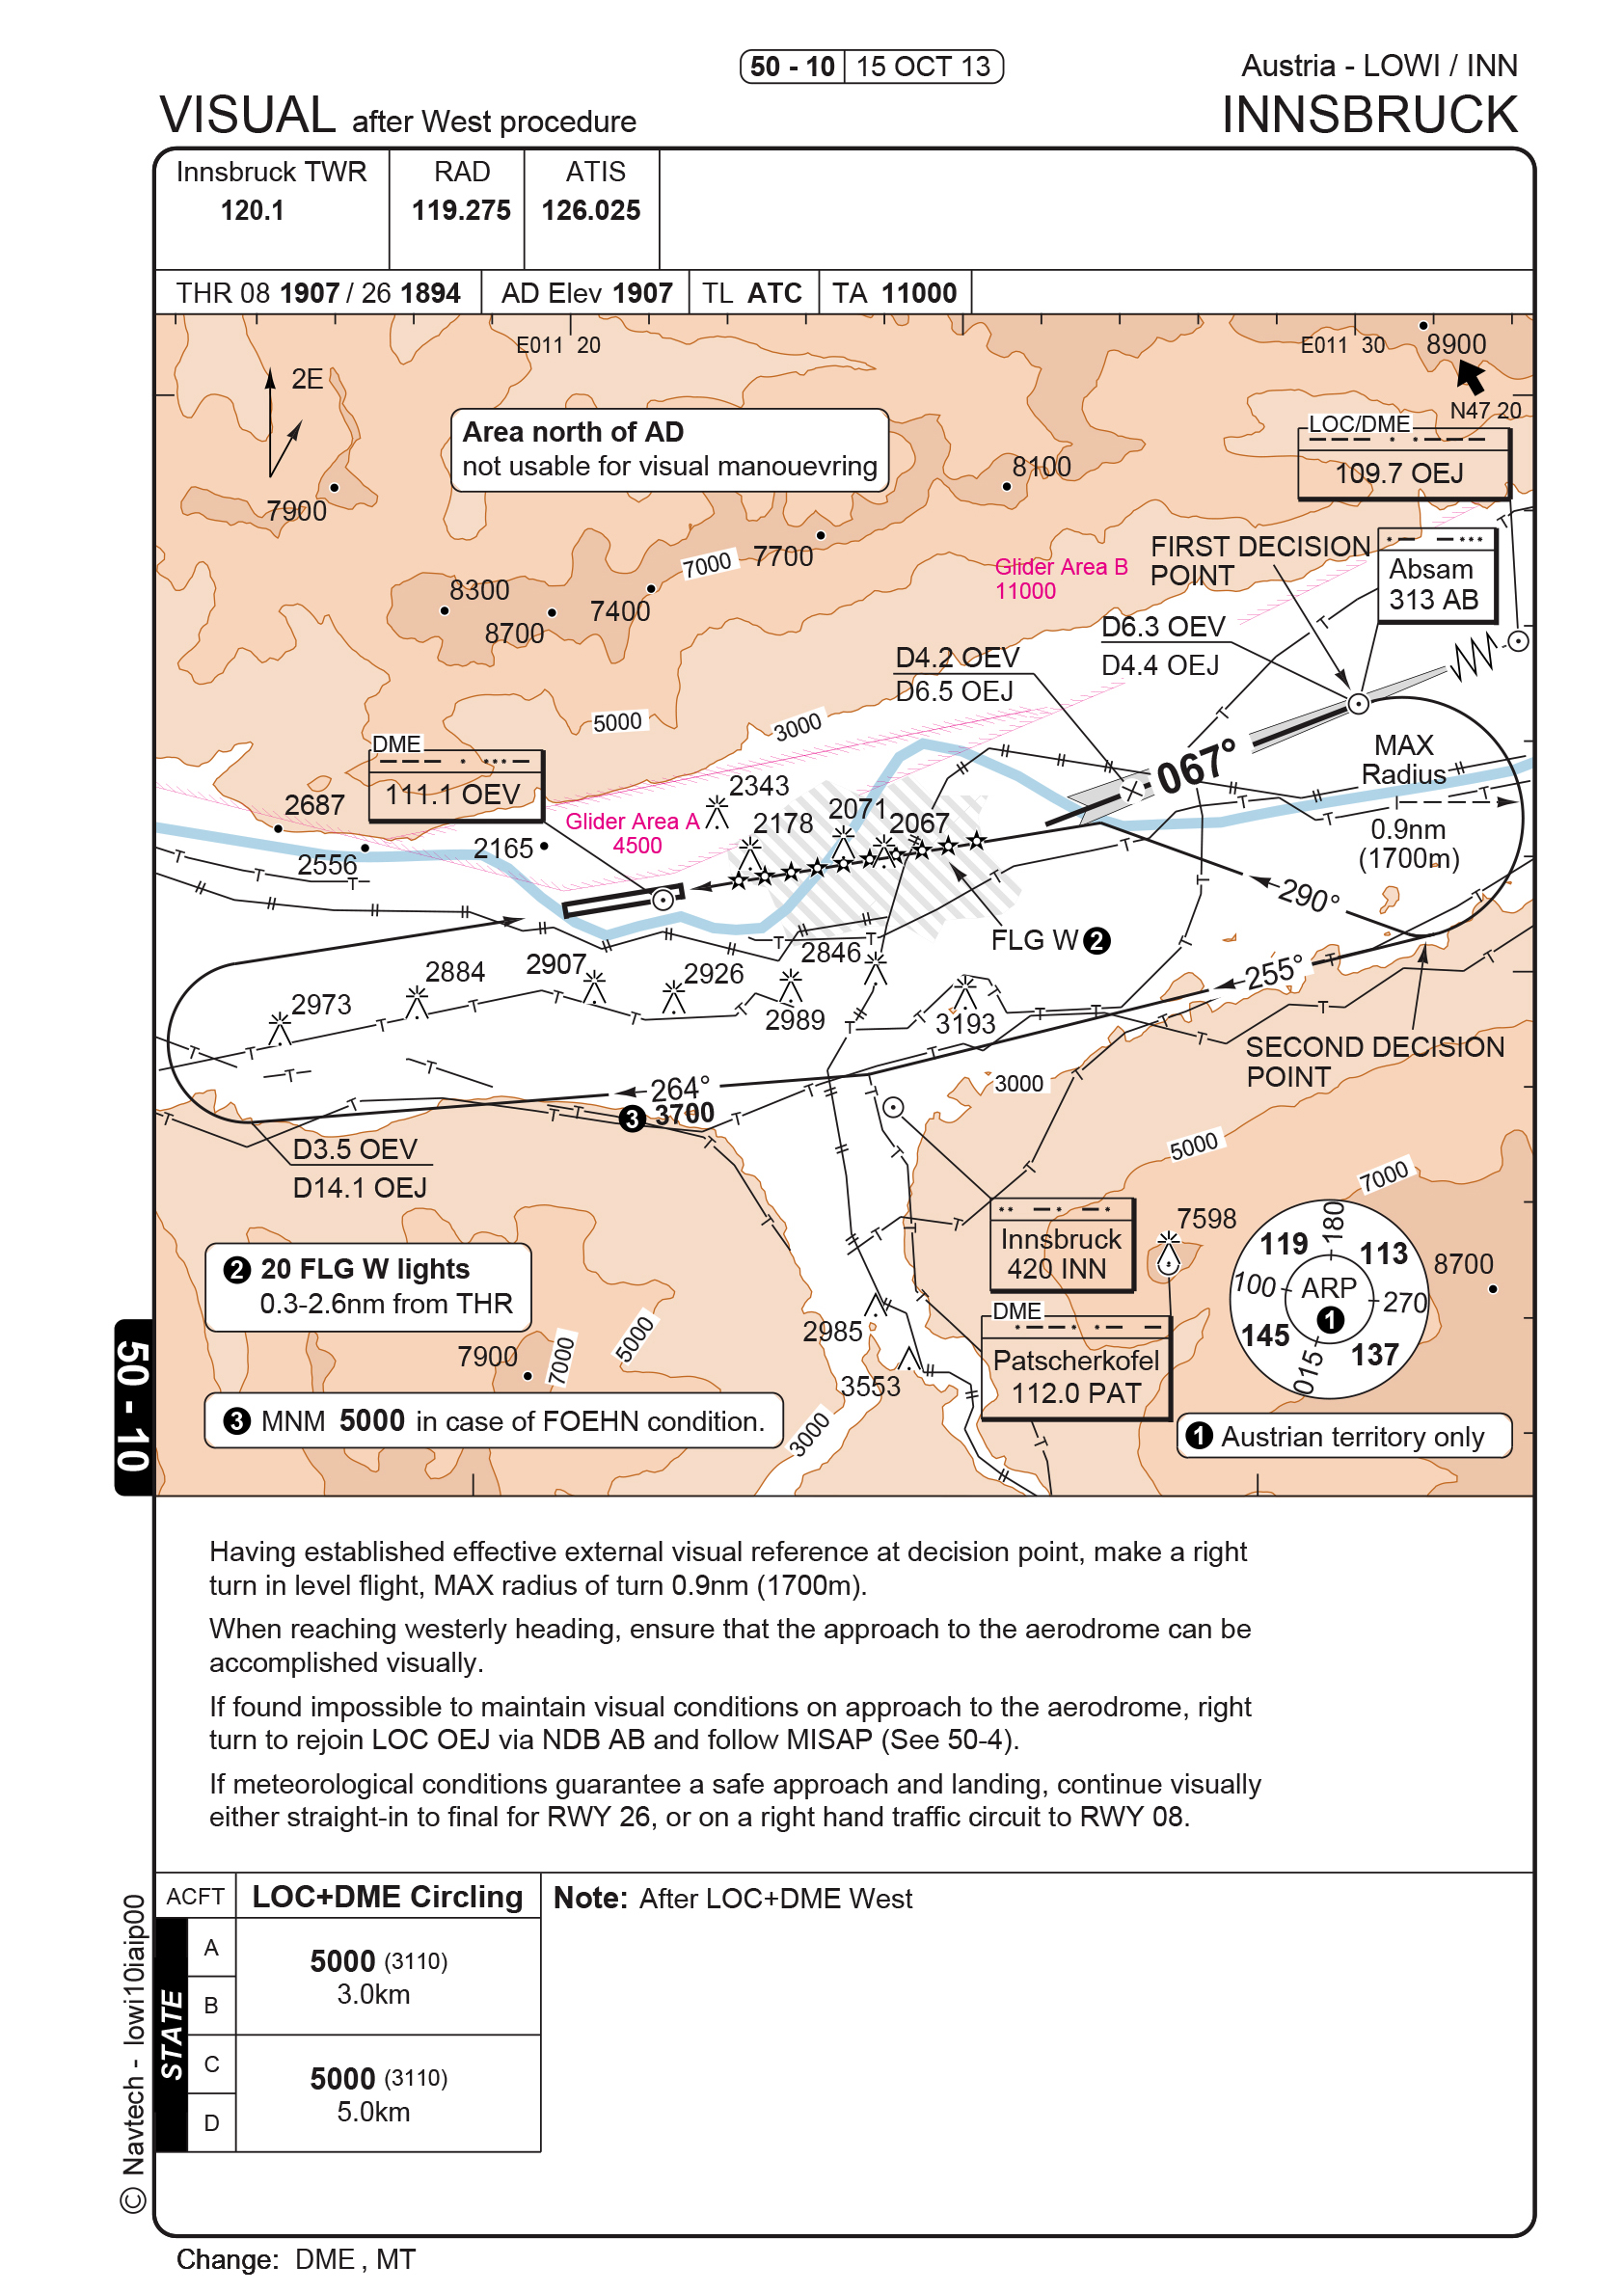 50 - 10 15 OCT 13
Austria - LOWI / INN
VISUAL after West procedure
INNSBRUCK
Innsbruck TWR
120.1
RAD
119.275
ATIS
126.025
THR 08 1907 / 26 1894
AD Elev 1907
TL ATC
TA 11000
E011 20
E011 30
8900
2E
N47 20
Area north of AD
not usable for visual manouevring
LOC/DME
109.7 OEJ
8100
7900
7700
7000
FIRST DECISION
POINT
Glider Area B
11000
Absam
313 AB
8300
7400
8700
D6.3 OEV
D4.4 OEJ
D4.2 OEV
D6.5 OEJ
5000
3000
DME
111.1 OEV
067°
MAX
Radius
0.9nm
(1700m)
2343
2687
Glider Area A
4500
2178
2071
2067
2165
2556
290°
FLG W 2
2846
255°
2884
2907
2926
2973
2989
3193
SECOND DECISION
POINT
264°
3 3700
3000
5000
D3.5 OEV
D14.1 OEJ
7000
Innsbruck
420 INN
7598
180
119
113
8700
100
ARP
270
1
145
137
015
2 20 FLG W lights
0.3-2.6nm from THR
DME
Patscherkofel
112.0 PAT
2985
3553
7900
7000
5000
3 MNM 5000 in case of FOEHN condition.
3000
1 Austrian territory only
50 - 10
Having established effective external visual reference at decision point, make a right
turn in level flight, MAX radius of turn 0.9nm (1700m).
When reaching westerly heading, ensure that the approach to the aerodrome can be
accomplished visually.
If found impossible to maintain visual conditions on approach to the aerodrome, right
turn to rejoin LOC OEJ via NDB AB and follow MISAP (See 50-4).
If meteorological conditions guarantee a safe approach and landing, continue visually
either straight-in to final for RWY 26, or on a right hand traffic circuit to RWY 08.
ACFT
LOC+DME Circling
Note: After LOC+DME West
STATE
A
B
5000 (3110)
3.0km
C
D
5000 (3110)
5.0km
© Navtech - lowi10iaip00
Change: DME , MT